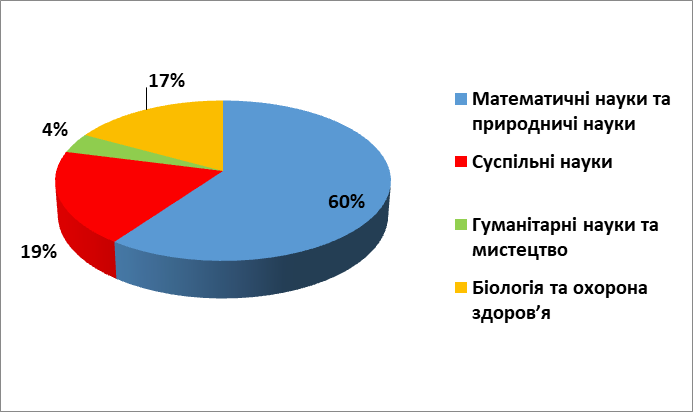 17%
4%
60%
19%
Математичні науки та
природничі науки
Суспільні науки
Гуманітарні науки та
мистецтво
Біологія та охорона
здоров’я